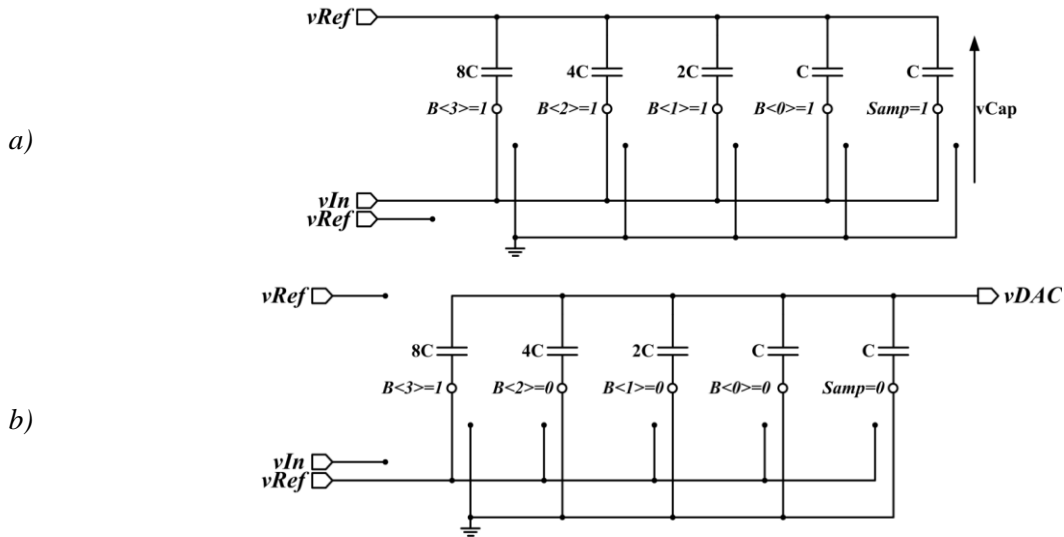 vRef
8C 4C 2C C C
B<3>=1 B<2>=1 B<1>=1 B<0>=1 Samp=1 vCap
a)
vIn
vRef
vRef vDAC
8C 4C 2C C C
B<3>=1 B<2>=0 B<1>=0 B<0>=0 Samp=0
b)
vIn
vRef